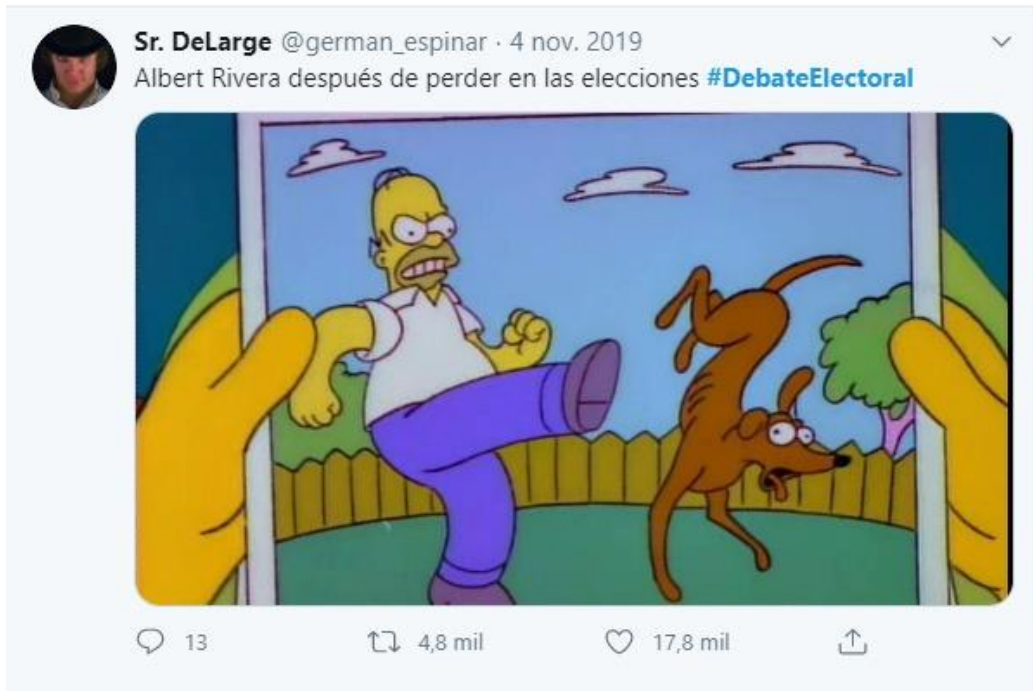 Sr. DeLarge @german_espinar · 4 nov. 2019
Albert Rivera después de perder en las elecciones #DebateElectoral
13 4,8 mil 17,8 mil